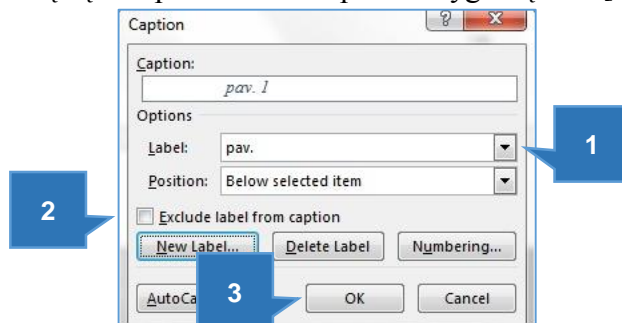 Caption
Caption:
pav. 1
Options
Label: pav.
1
Position: Below selected item
2
Exclude label from caption
New Label... Delete Label Numbering...
3
OK Cancel